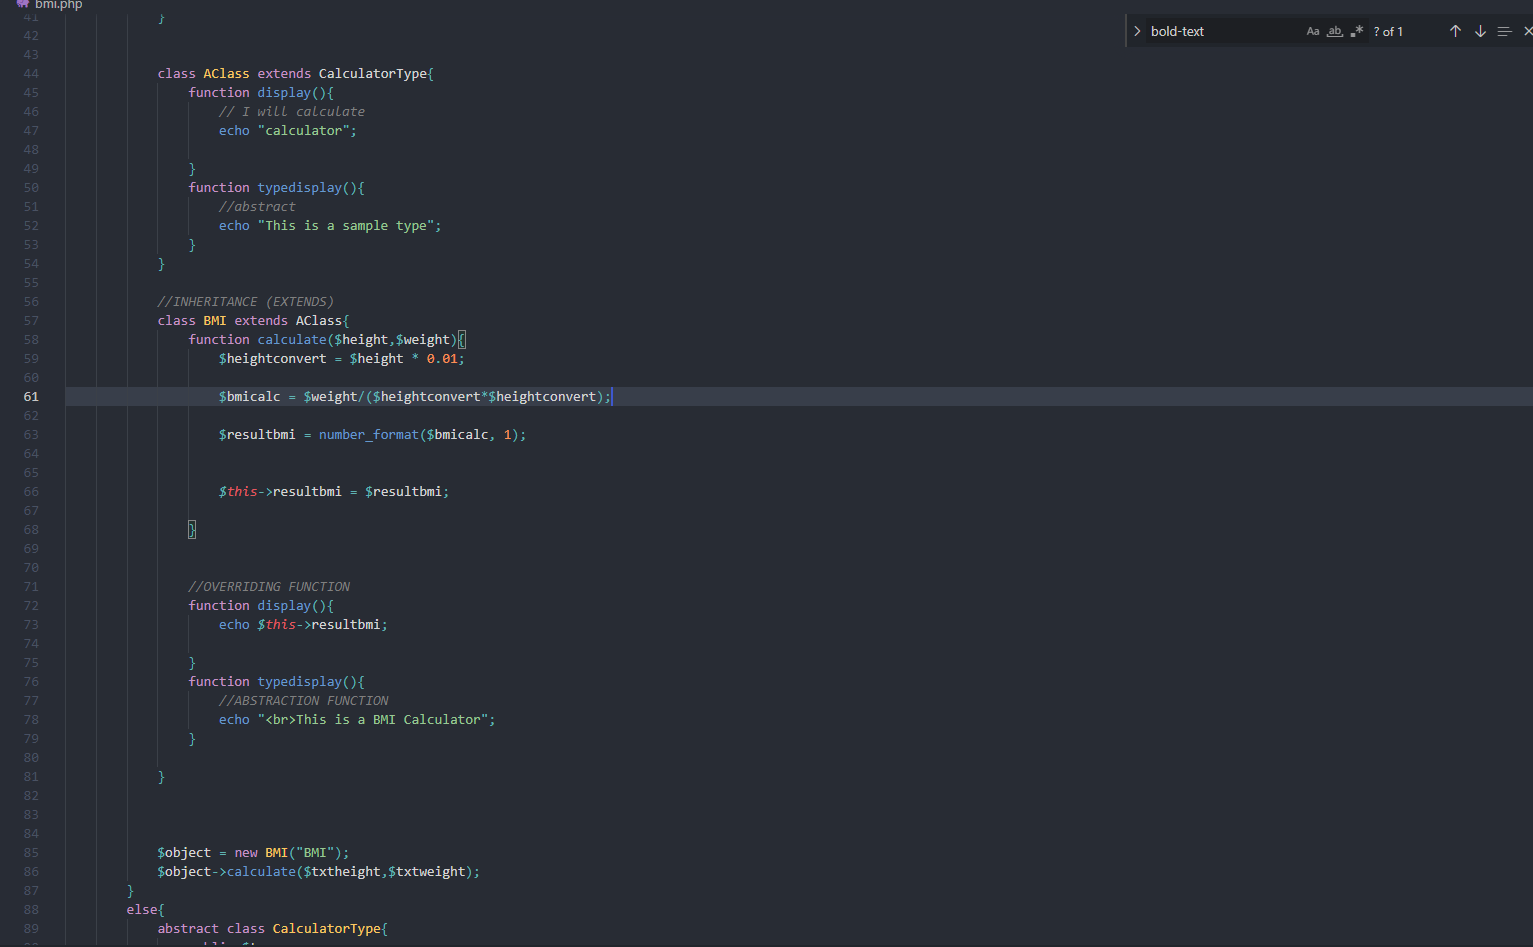 bmi.php
bold-text Aa ab .* ? of 1
41 }
42
43
44 class AClass extends CalculatorType{
45 function display(){
46 // I will calculate
47 echo "calculator";
48
49 }
50 function typedisplay(){
51 //abstract
52 echo "This is a sample type";
53 }
54 }
55
56 //INHERITANCE (EXTENDS)
57 class BMI extends AClass{
58 function calculate($height,$weight){
59 $heightconvert = $height * 0.01;
60
61 $bmicalc = $weight/($heightconvert*$heightconvert);
62
63 $resultbmi = number_format($bmicalc, 1);
64
65
66 $this->resultbmi = $resultbmi;
67
68 }
69
70
71 //OVERRIDING FUNCTION
72 function display(){
73 echo $this->resultbmi;
74
75 }
76 function typedisplay(){
77 //ABSTRACTION FUNCTION
78 echo "<br>This is a BMI Calculator";
79 }
80
81 }
82
83
84
85 $object = new BMI("BMI");
86 $object->calculate($txtheight,$txtweight);
87 }
88 else{
89 abstract class CalculatorType{